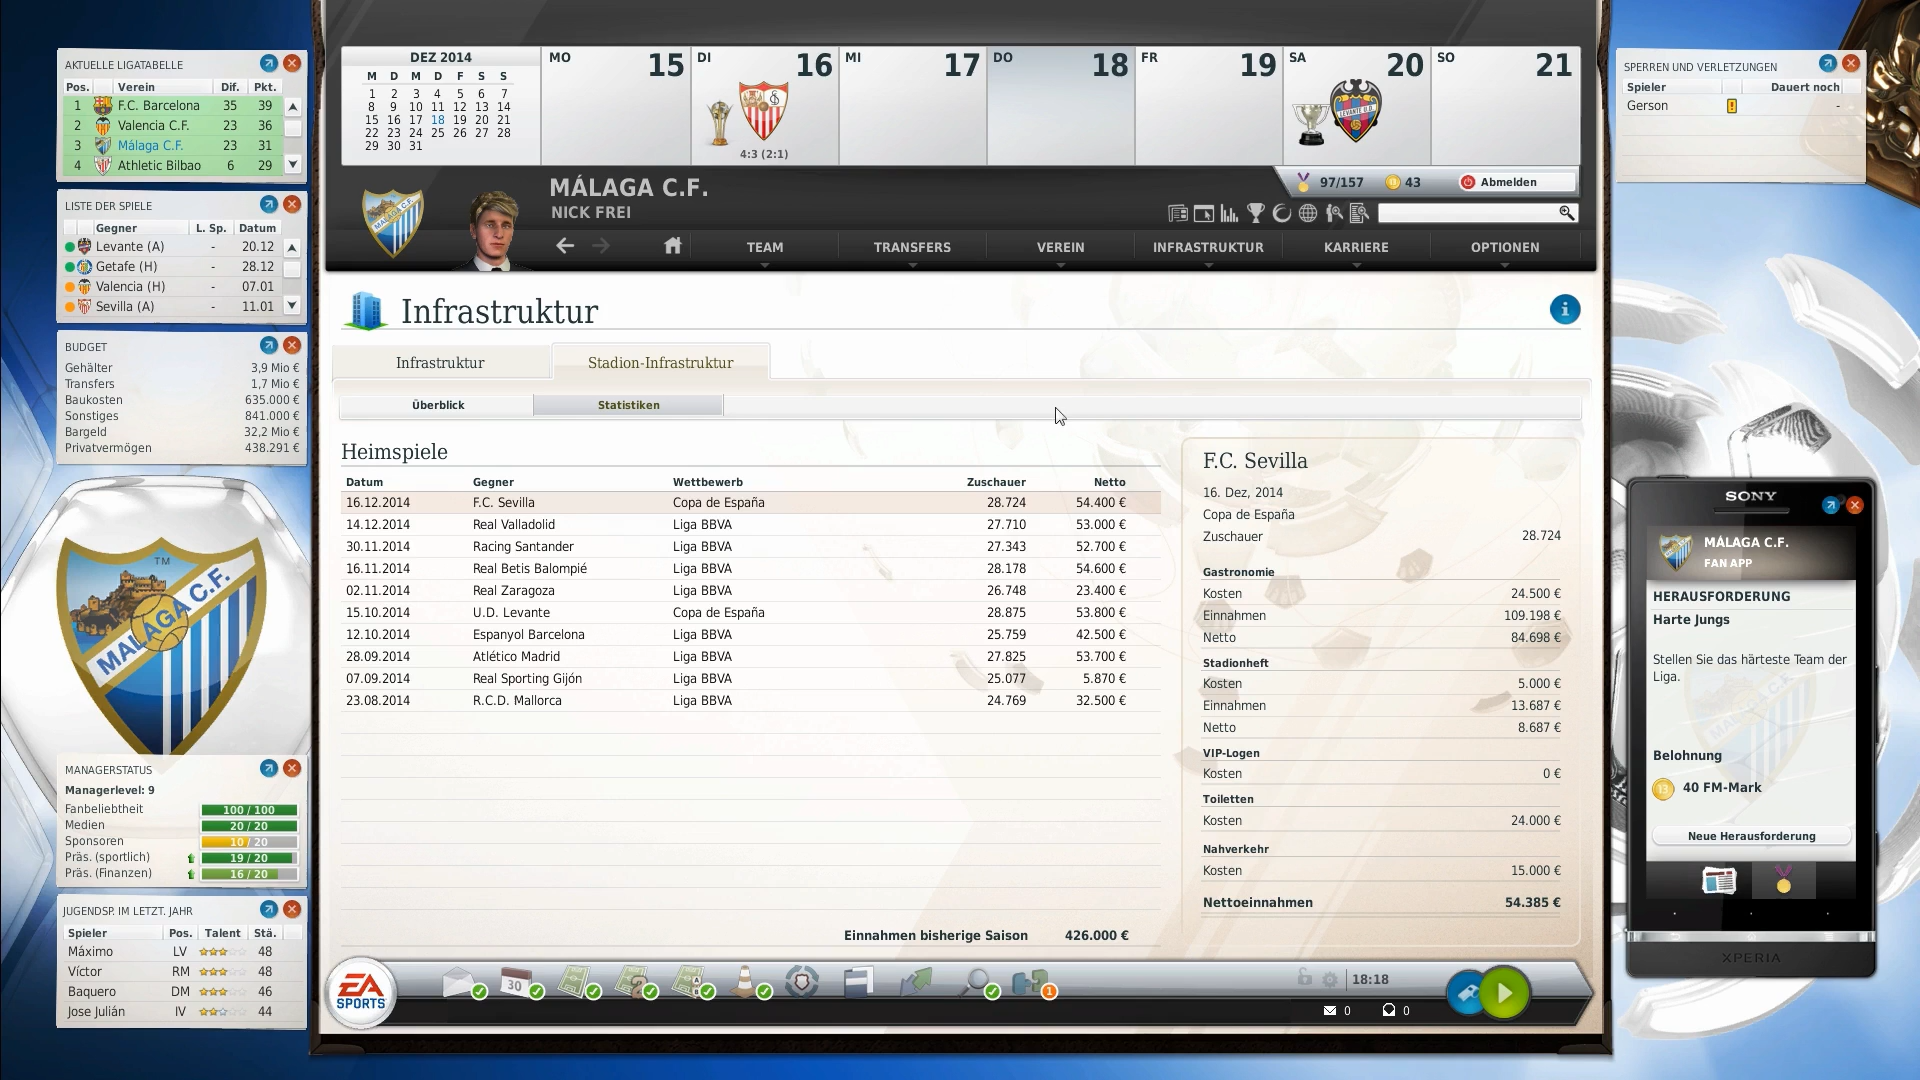 AKTUELLE LIGATABELLE
Pos. Verein Dif. Pkt.
1 F.C. Barcelona 35 39
2 Valencia C.F. 23 36
3 Málaga C.F. 23 31
4 Athletic Bilbao 6 29
LISTE DER SPIELE
Gegner L. Sp. Datum
Levante (A) - 20.12
Getafe (H) - 28.12
Valencia (H) - 07.01
Sevilla (A) - 11.01
BUDGET
Gehälter 3,9 Mio €
Transfers 1,7 Mio €
Baukosten 635.000 €
Sonstiges 841.000 €
Bargeld 32,2 Mio €
Privatvermögen 438.291 €
TM
MALAGA C.F.
MANAGERSTATUS
Managerlevel: 9
Fanbeliebtheit 100 / 100
Medien 20 / 20
Sponsoren 10 / 20
Präs. (sportlich) 19 / 20
Präs. (Finanzen) 16 / 20
JUGENDSP. IM LETZT. JAHR
Spieler Pos. Talent Stä.
Máximo LV 48
Víctor RM 48
Baquero DM 46
Jose Julián IV 44
DEZ 2014
M D M D F S S
1 2 3 4 5 6 7
8 9 10 11 12 13 14
15 16 17 18 19 20 21
22 23 24 25 26 27 28
29 30 31
MO 15
DI 16
4:3 (2:1)
MI 17
DO 18
FR 19
SA 20
LEVANTE U.D.
SO 21
MÁLAGA C.F.
NICK FREI
97/157 43 Abmelden
TEAM TRANSFERS VEREIN INFRASTRUKTUR KARRIERE OPTIONEN
Infrastruktur
Infrastruktur Stadion-Infrastruktur
Überblick Statistiken
Heimspiele
Datum Gegner Wettbewerb Zuschauer Netto
16.12.2014 F.C. Sevilla Copa de España 28.724 54.400 €
14.12.2014 Real Valladolid Liga BBVA 27.710 53.000 €
30.11.2014 Racing Santander Liga BBVA 27.343 52.700 €
16.11.2014 Real Betis Balompié Liga BBVA 28.178 54.600 €
02.11.2014 Real Zaragoza Liga BBVA 26.748 23.400 €
15.10.2014 U.D. Levante Copa de España 28.875 53.800 €
12.10.2014 Espanyol Barcelona Liga BBVA 25.759 42.500 €
28.09.2014 Atlético Madrid Liga BBVA 27.825 53.700 €
07.09.2014 Real Sporting Gijón Liga BBVA 25.077 5.870 €
23.08.2014 R.C.D. Mallorca Liga BBVA 24.769 32.500 €
Einnahmen bisherige Saison 426.000 €
F.C. Sevilla
16. Dez, 2014
Copa de España
Zuschauer 28.724
Gastronomie
Kosten 24.500 €
Einnahmen 109.198 €
Netto 84.698 €
Stadionheft
Kosten 5.000 €
Einnahmen 13.687 €
Netto 8.687 €
VIP-Logen
Kosten 0 €
Toiletten
Kosten 24.000 €
Nahverkehr
Kosten 15.000 €
Nettoeinnahmen 54.385 €
EA SPORTS
30
1
18:18
0 0
SPERREN UND VERLETZUNGEN
Spieler Dauert noch
Gerson -
SONY
MÁLAGA C.F.
FAN APP
HERAUSFORDERUNG
Harte Jungs
Stellen Sie das härteste Team der
Liga.
Belohnung
13 40 FM-Mark
Neue Herausforderung
XPERIA